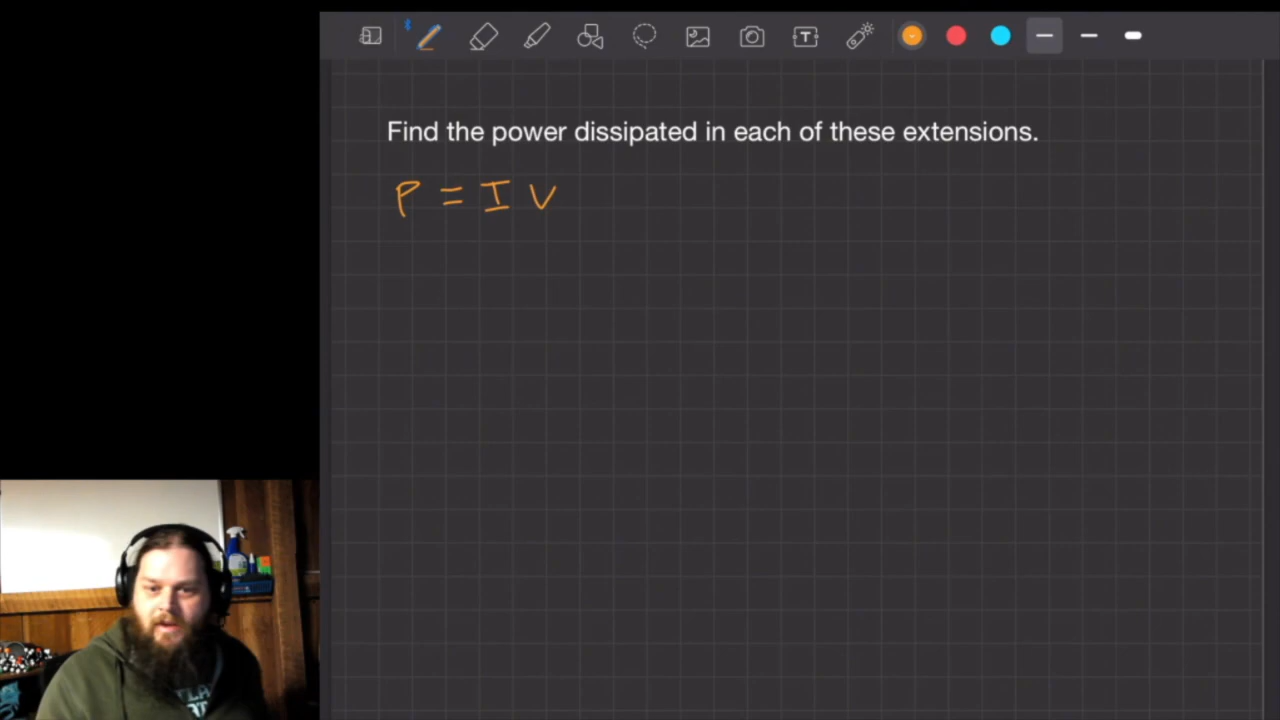 Find the power dissipated in each of these extensions.
P = I V